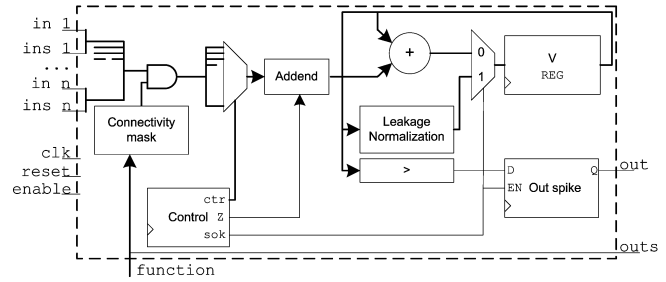 in 1
ins 1
...
in n
ins n
Connectivity
mask
clk
reset
enable
function
Control
ctr
Z
sok
Addend
+
Leakage
Normalization
>
0
1
V
REG
D
EN
Q
Out spike
out
outs